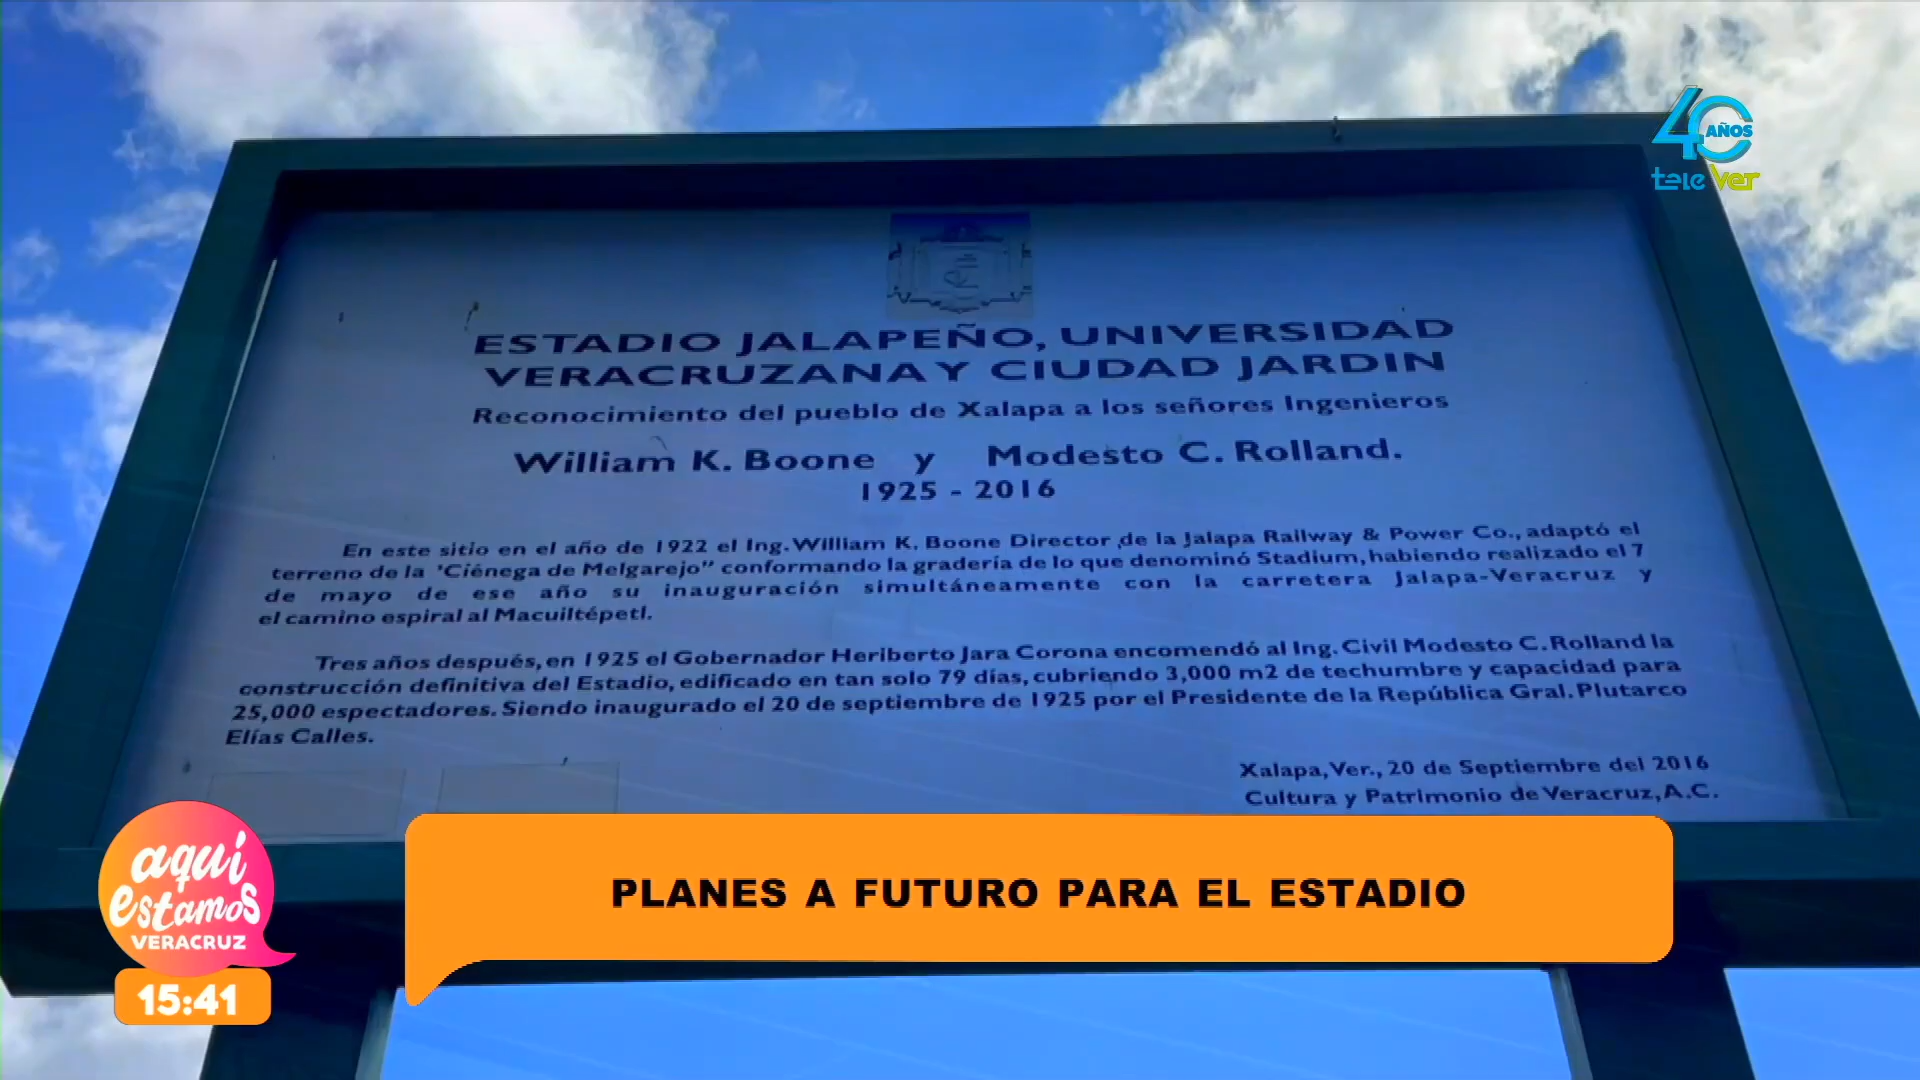 40 AÑOS
teleVer
ESTADIO JALAPEÑO, UNIVERSIDAD
VERACRUZANA Y CIUDAD JARDIN
Reconocimiento del pueblo de Xalapa a los señores Ingenieros
William K. Boone y Modesto C. Rolland.
1925 - 2016
En este sitio en el año de 1922 el Ing. William K. Boone Director de la Jalapa Railway & Power Co., adaptó el
terreno de la "Ciénega de Melgarejo" conformando la gradería de lo que denominó Stadium, habiendo realizado el 7
de mayo de ese año su inauguración simultáneamente con la carretera Jalapa-Veracruz y
el camino espiral al Macuiltépetl.
Tres años después, en 1925 el Gobernador Heriberto Jara Corona encomendó al Ing. Civil Modesto C. Rolland la
construcción definitiva del Estadio, edificado en tan solo 79 días, cubriendo 3,000 m2 de techumbre y capacidad para
25,000 espectadores. Siendo inaugurado el 20 de septiembre de 1925 por el Presidente de la República Gral. Plutarco
Elías Calles.
Xalapa, Ver., 20 de Septiembre del 2016
Cultura y Patrimonio de Veracruz, A.C.
aquí
estamos
VERACRUZ
15:41
PLANES A FUTURO PARA EL ESTADIO